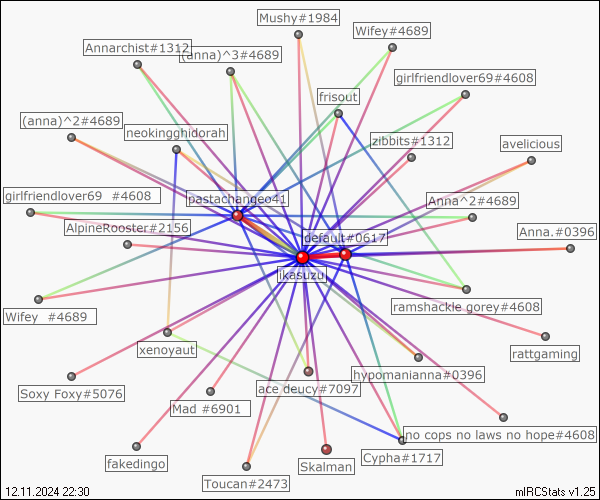 Mushy#1984
Wifey#4689
Annarchist#1312
(anna)^3#4689
girlfriendlover69#4608
frisout
(anna)^2#4689
neokingghidorah
zibbits#1312
avelicious
girlfriendlover69 #4608
pastachangeo41
Anna^2#4689
AlpineRooster#2156
default#0617
Anna.#0396
ikasuzu
ramshackle gorey#4608
Wifey #4689
xenoyaut
rattgaming
hypomanianna#0396
Soxy Foxy#5076
ace deucy#7097
Mad #6901
no cops no laws no hope#4608
fakedingo
Skalman
Cypha#1717
Toucan#2473
12.11.2024 22:30
mIRCStats v1.25